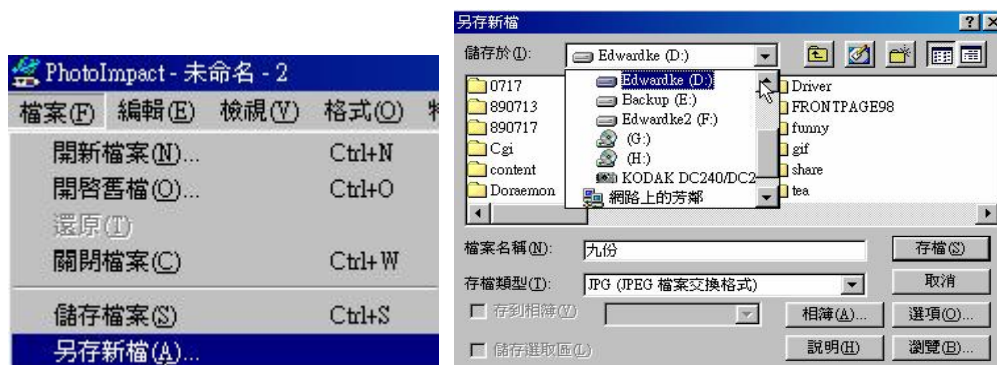 PhotoImpact - 未命名 - 2
檔案(F) 編輯(E) 檢視(V) 格式(O)
開新檔案(N)... Ctrl+N
開啓舊檔(O)... Ctrl+O
還原(T)
關閉檔案(C) Ctrl+W
儲存檔案(S) Ctrl+S
另存新檔(A)...
另存新檔
儲存於(I): Edwardke (D:)
0717
890713
890717
Cgi
content
Doraemon
Edwardke (D:)
Backup (E:)
Edwardke2 (F:)
(G:)
(H:)
KODAK DC240/DC2
網路上的芳鄰
Driver
FRONTPAGE98
funny
gif
share
tea
檔案名稱(N): 九份 存檔(S)
存檔類型(T): JPG (JPEG 檔案交換格式) 取消
存到相簿(Y) 相簿(A)... 選項(O)...
儲存選取區(L) 說明(H) 瀏覽(B)...